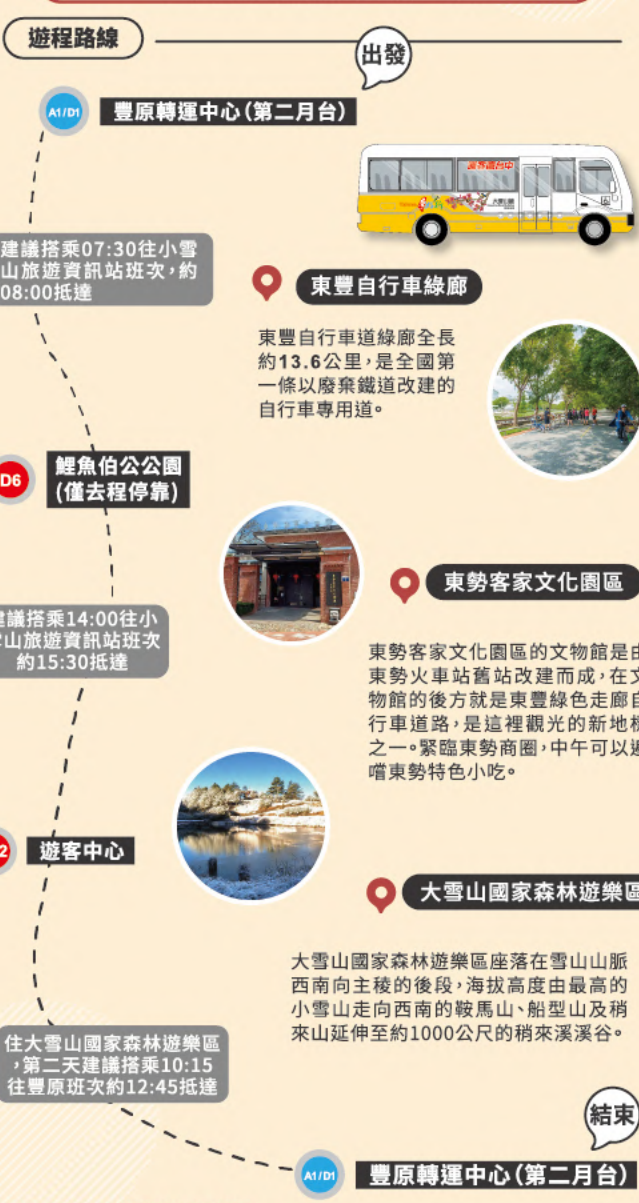 遊程路線
出發
A1/D1
豐原轉運中心(第二月台)
建議搭乘07:30往小雪
山旅遊資訊站班次,約
08:00抵達
東豐自行車綠廊
東豐自行車道綠廊全長
約13.6公里,是全國第
一條以廢棄鐵道改建的
自行車專用道。
D6
鯉魚伯公公園
(僅去程停靠)
東勢客家文化園區
議搭乘14:00往小
山旅遊資訊站班次
約15:30抵達
東勢客家文化園區的文物館是由
東勢火車站舊站改建而成,在文
物館的後方就是東豐綠色走廊自
行車道路,是這裡觀光的新地標
之一。緊臨東勢商圈,中午可以
嚐東勢特色小吃。
2
遊客中心
大雪山國家森林遊樂區
大雪山國家森林遊樂區座落在雪山山脈
西南向主稜的後段,海拔高度由最高的
小雪山走向西南的鞍馬山、船型山及稍
來山延伸至約1000公尺的稍來溪溪谷。
住大雪山國家森林遊樂區
,第二天建議搭乘10:15
往豐原班次約12:45抵達
結束
A1/D1
豐原轉運中心(第二月台)